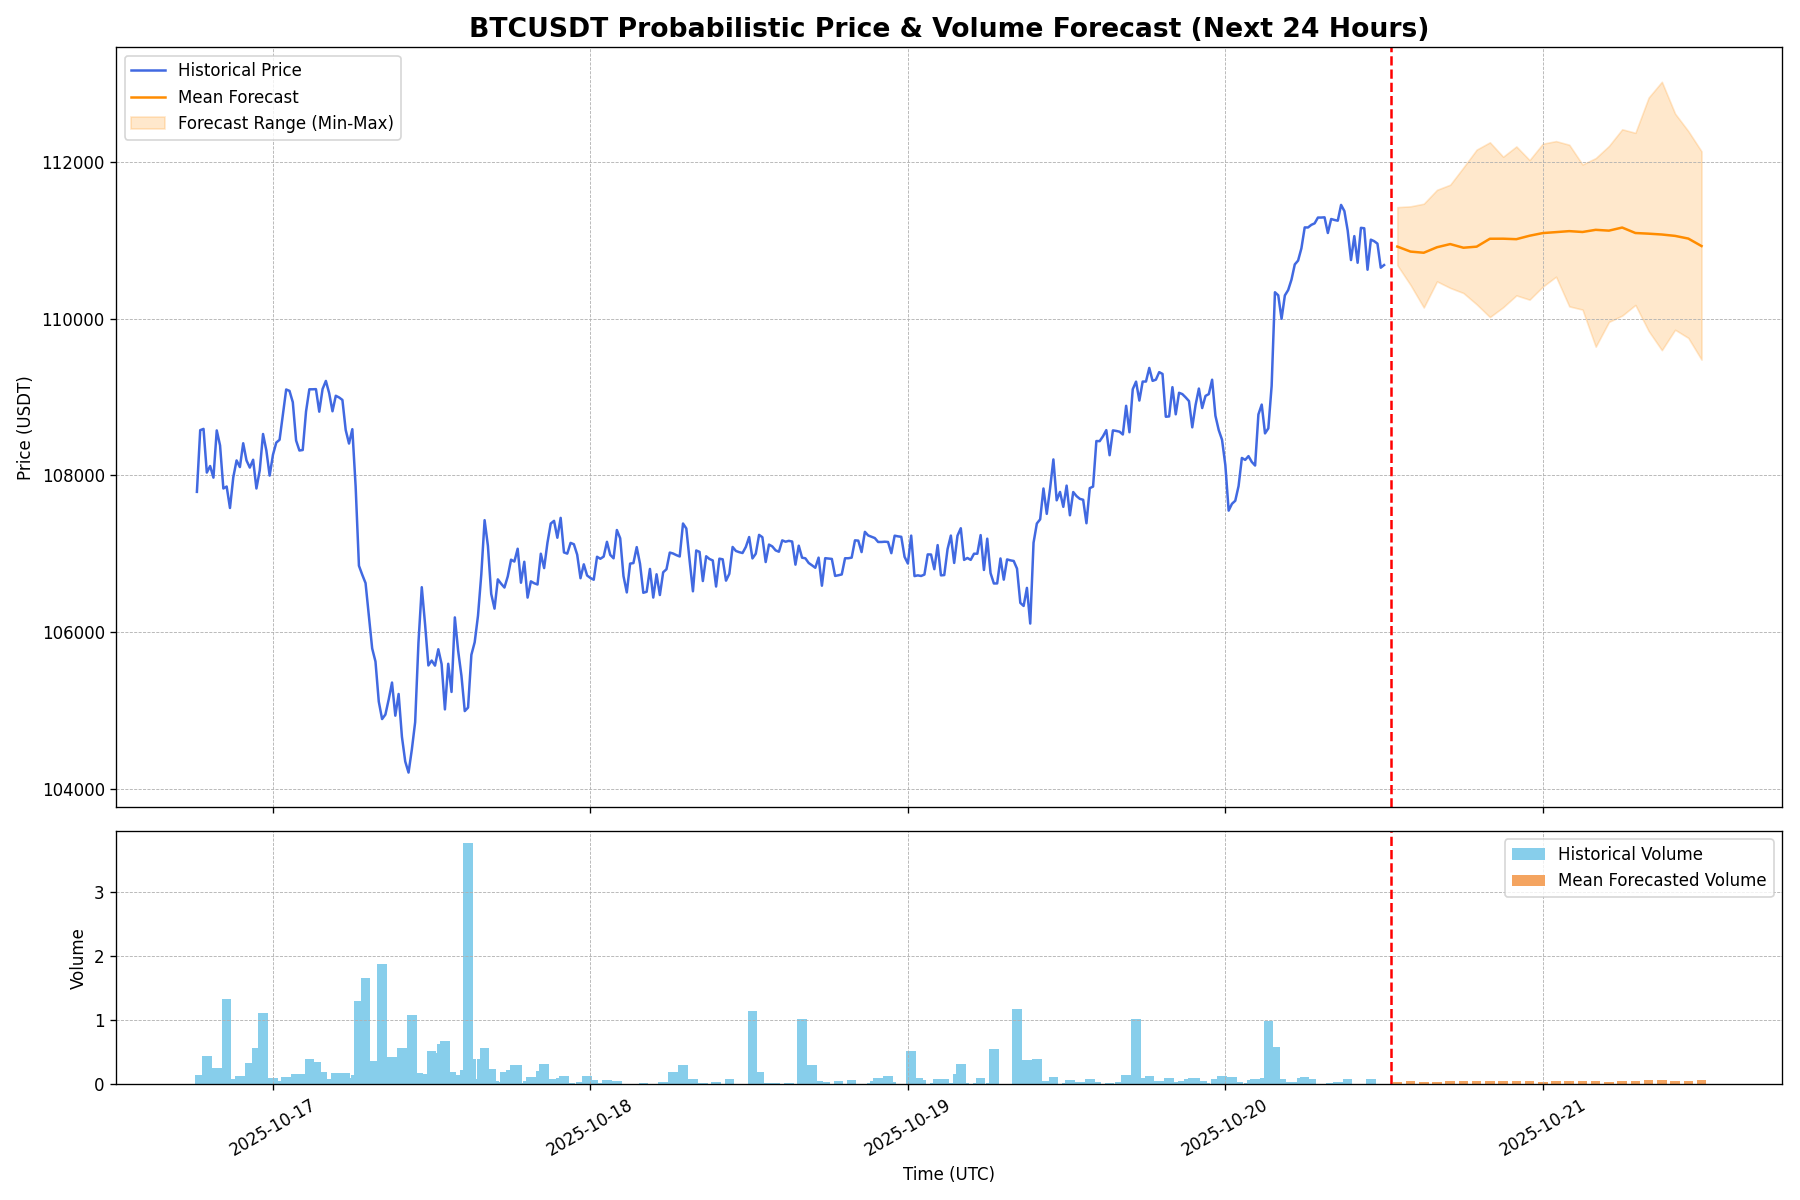 BTCUSDT Probabilistic Price & Volume Forecast (Next 24 Hours)
Historical Price
Mean Forecast
Forecast Range (Min-Max)
112000
110000
108000
106000
104000
Price (USDT)
Historical Volume
Mean Forecasted Volume
3
2
1
0
Volume
2025-10-17
2025-10-18
2025-10-19
2025-10-20
2025-10-21
Time (UTC)